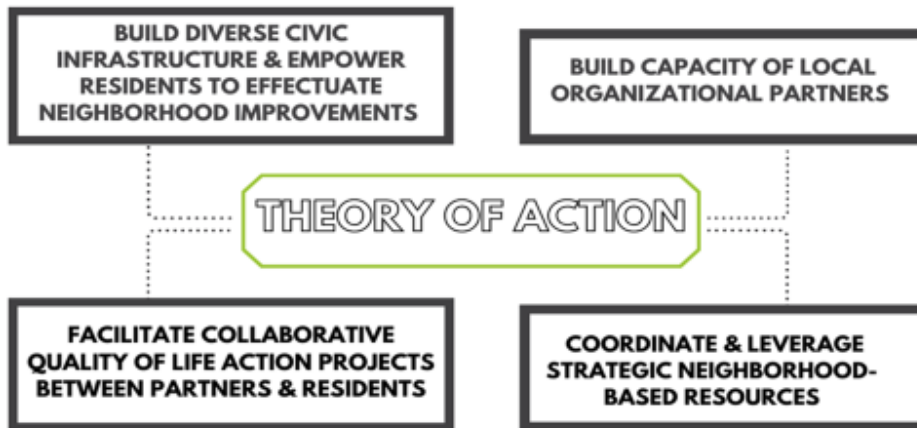 BUILD DIVERSE CIVIC
INFRASTRUCTURE & EMPOWER
RESIDENTS TO EFFECTUATE
NEIGHBORHOOD IMPROVEMENTS
BUILD CAPACITY OF LOCAL
ORGANIZATIONAL PARTNERS
THEORY OF ACTION
FACILITATE COLLABORATIVE
QUALITY OF LIFE ACTION PROJECTS
BETWEEN PARTNERS & RESIDENTS
COORDINATE & LEVERAGE
STRATEGIC NEIGHBORHOOD-
BASED RESOURCES